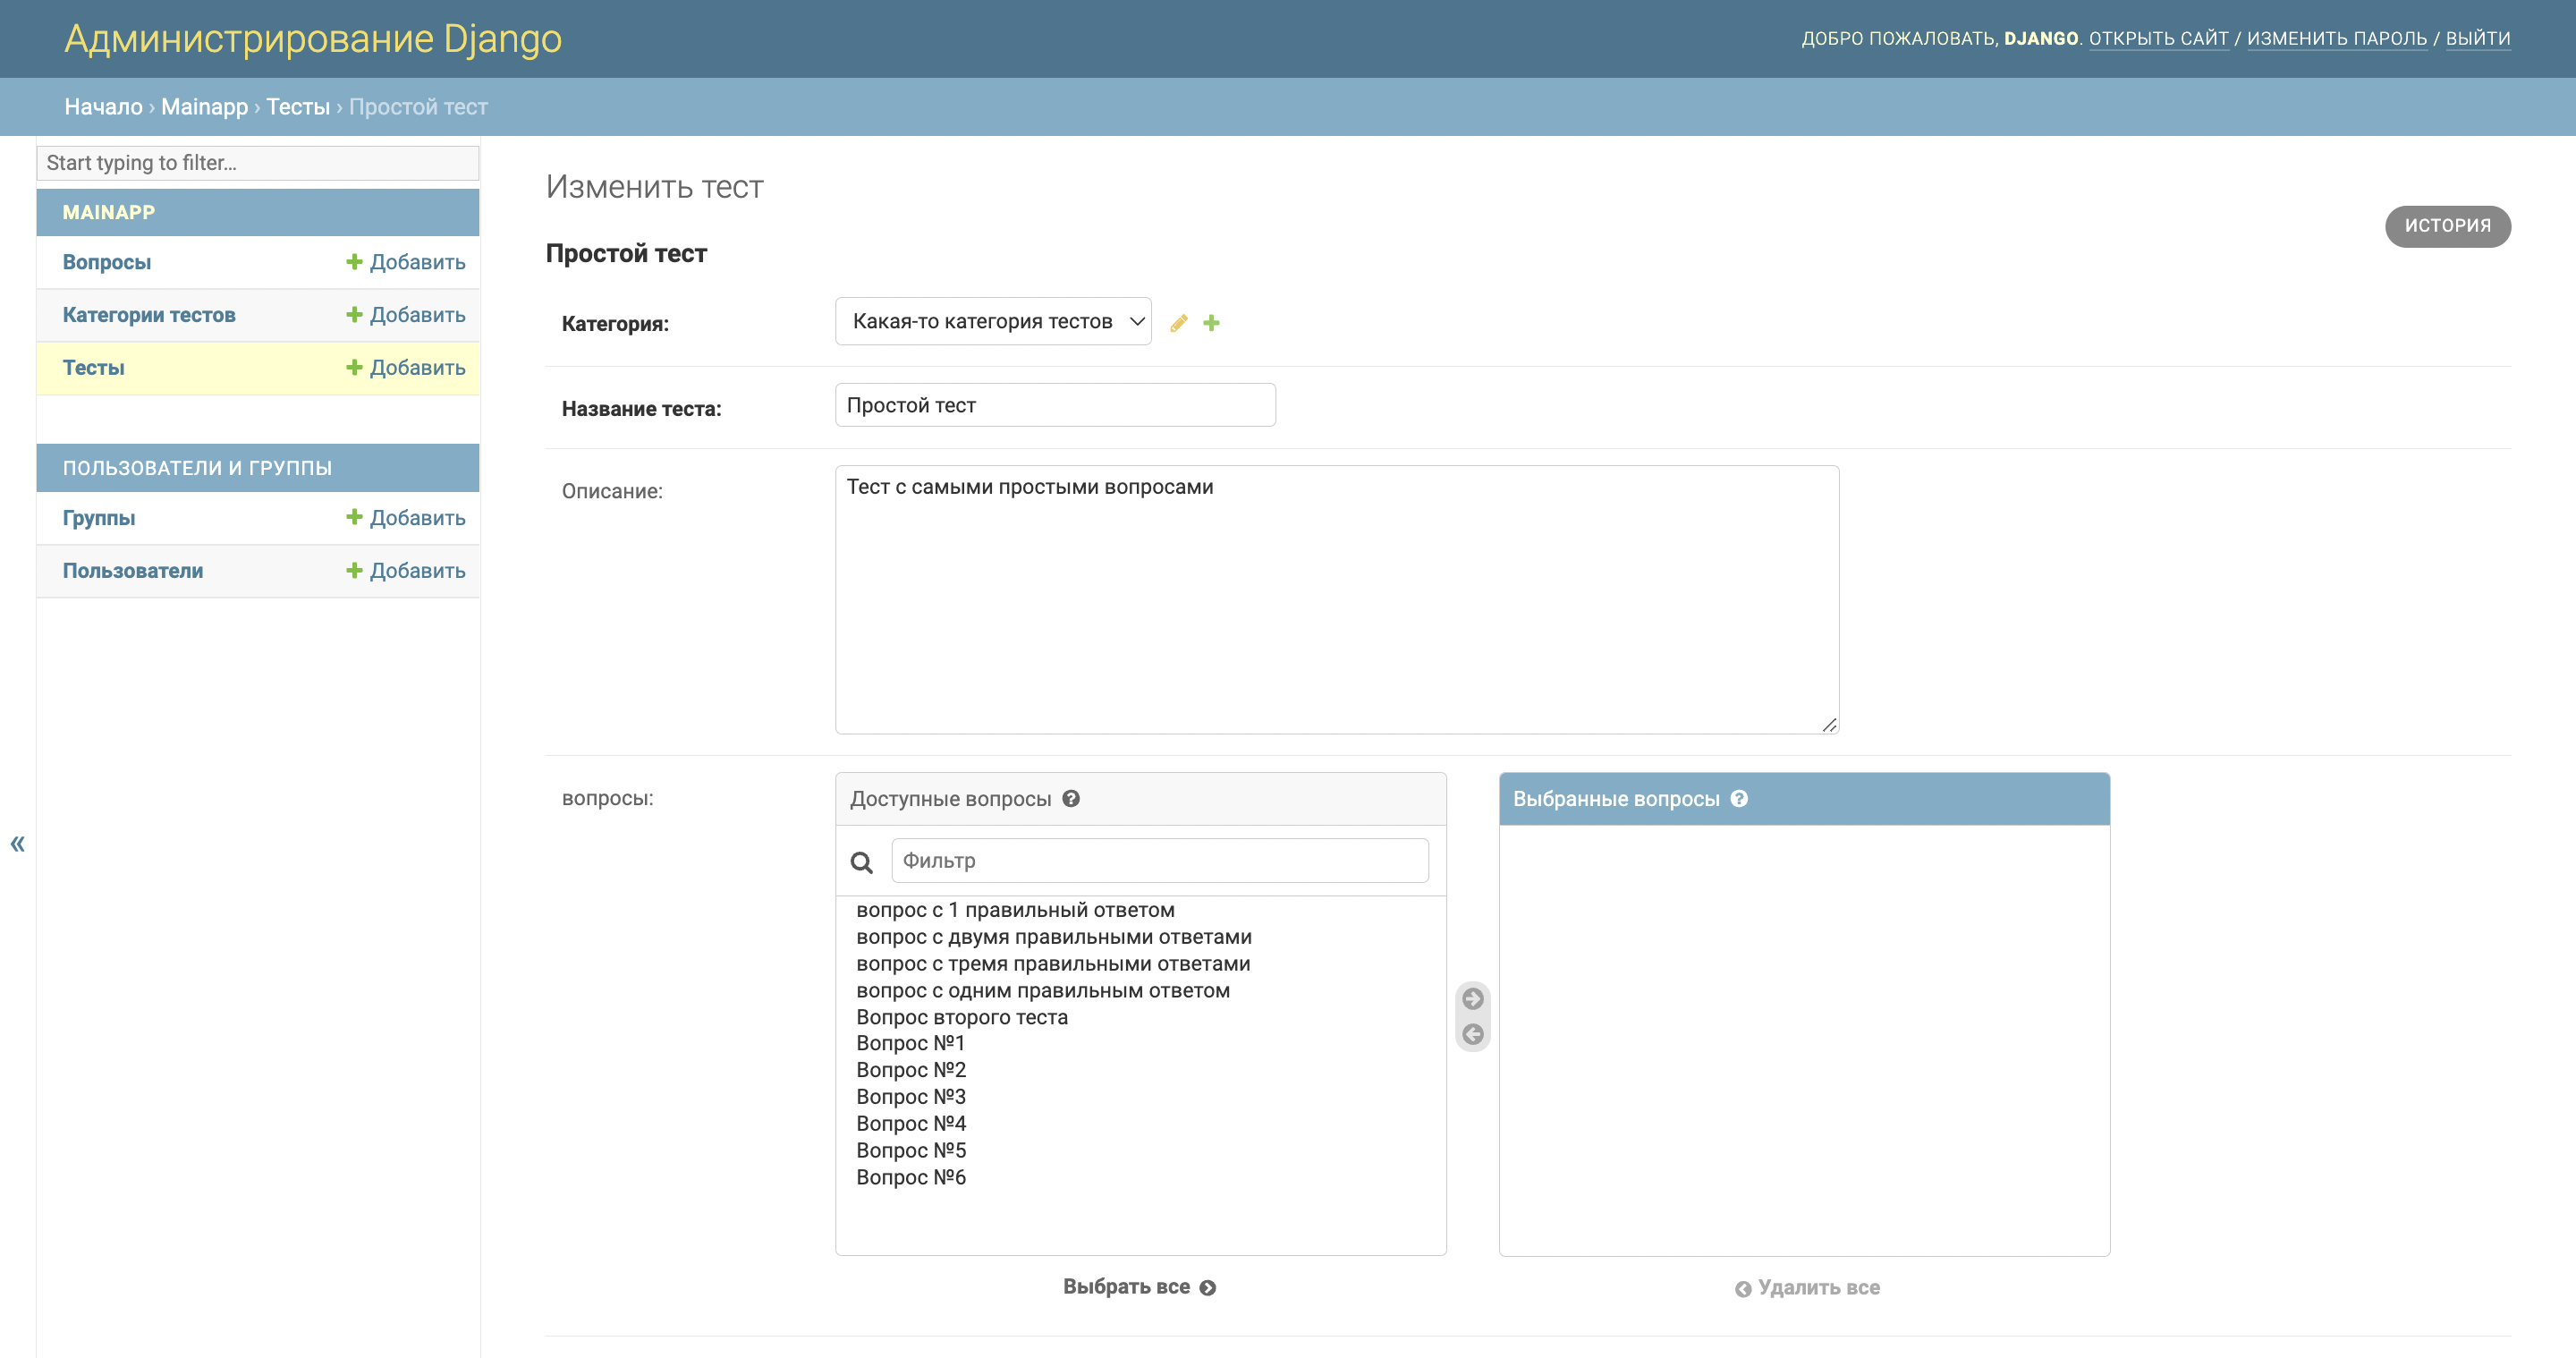 Администрирование Django
ДОБРО ПОЖАЛОВАТЬ, DJANGO. ОТКРЫТЬ САЙТ / ИЗМЕНИТЬ ПАРОЛЬ / ВЫЙТИ
Начало › Mainapp › Тесты › Простой тест
Start typing to filter...
MAINAPP
Вопросы Добавить
Категории тестов Добавить
Тесты Добавить
ПОЛЬЗОВАТЕЛИ И ГРУППЫ
Группы Добавить
Пользователи Добавить
«
Изменить тест
ИСТОРИЯ
Простой тест
Категория: Какая-то категория тестов
Название теста: Простой тест
Описание: Тест с самыми простыми вопросами
вопросы:
Доступные вопросы ?
Фильтр
вопрос с 1 правильный ответом
вопрос с двумя правильными ответами
вопрос с тремя правильными ответами
вопрос с одним правильным ответом
Вопрос второго теста
Вопрос №1
Вопрос №2
Вопрос №3
Вопрос №4
Вопрос №5
Вопрос №6
Выбрать все
Выбранные вопросы ?
Удалить все